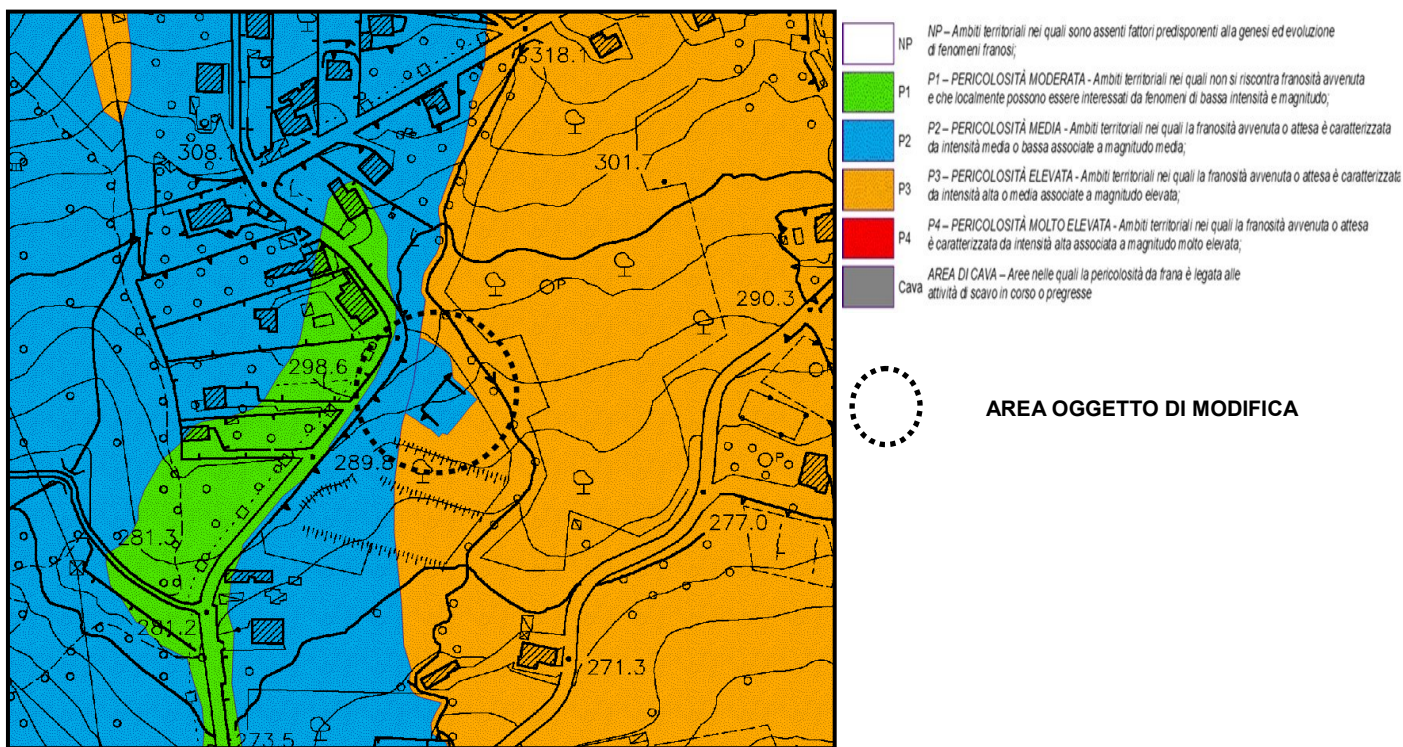 318.1
308.1
301.7
P
290.3
298.6
289.8
P
281.3
277.0
281.2
271.3
273.5
NP
NP – Ambiti territoriali nei quali sono assenti fattori predisponenti alla genesi ed evoluzione
di fenomeni franosi;
P1
P1 – PERICOLOSITÀ MODERATA - Ambiti territoriali nei quali non si riscontra franosità avvenuta
e che localmente possono essere interessati da fenomeni di bassa intensità e magnitudo;
P2
P2 – PERICOLOSITÀ MEDIA - Ambiti territoriali nei quali la franosità avvenuta o attesa è caratterizzata
da intensità media o bassa associate a magnitudo media;
P3
P3 – PERICOLOSITÀ ELEVATA - Ambiti territoriali nei quali la franosità avvenuta o attesa è caratterizzata
da intensità alta o media associate a magnitudo elevata;
P4
P4 – PERICOLOSITÀ MOLTO ELEVATA - Ambiti territoriali nei quali la franosità avvenuta o attesa
è caratterizzata da intensità alta associata a magnitudo molto elevata;
Cava
AREA DI CAVA – Aree nelle quali la pericolosità da frana è legata alle
attività di scavo in corso o pregresse
AREA OGGETTO DI MODIFICA